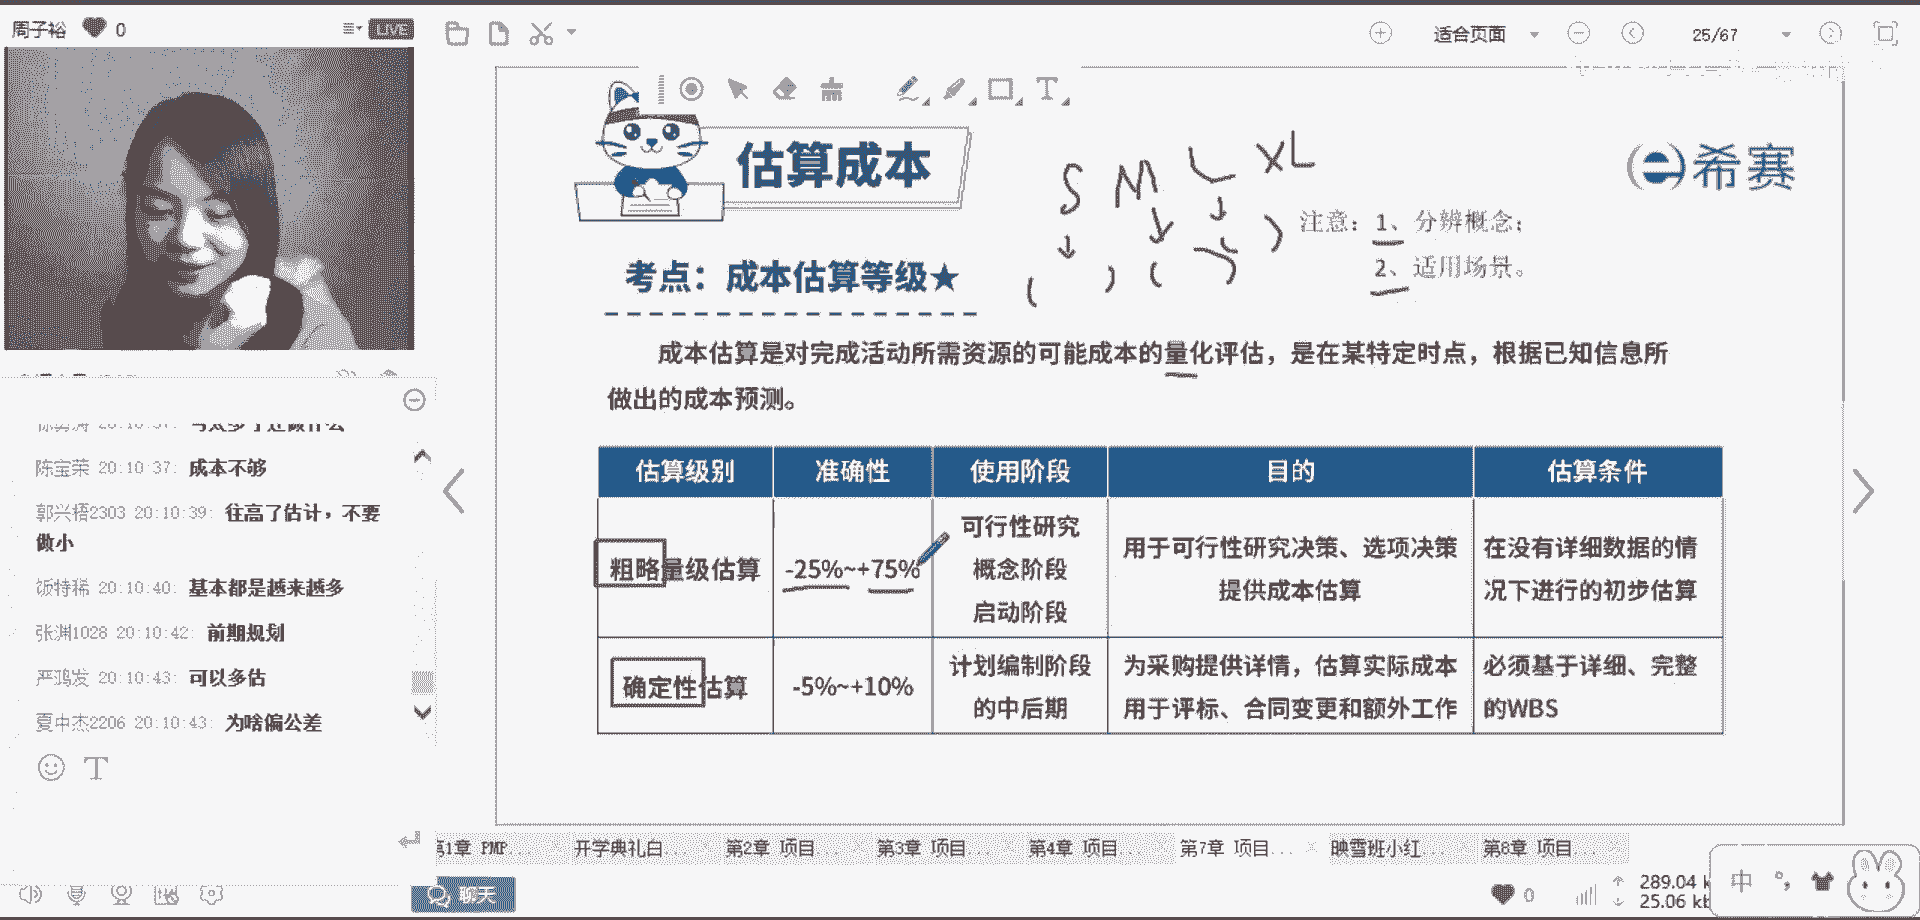 周子裕 0
LIVE
适合页面
25/67
估算成本
S M L XL
希赛
注意：1、分辨概念；
2、适用场景。
考点：成本估算等级★
成本估算是对完成活动所需资源的可能成本的量化评估，是在某特定时点，根据已知信息所
做出的成本预测。
估算级别 准确性 使用阶段 目的 估算条件
粗略量级估算 -25%~+75% 可行性研究
概念阶段
启动阶段
用于可行性研究决策、选项决策
提供成本估算
在没有详细数据的情
况下进行的初步估算
确定性估算 -5%~+10% 计划编制阶段
的中后期
为采购提供详情，估算实际成本
用于评标、合同变更和额外工作
必须基于详细、完整
的WBS
陈宝荣 20:10:37: 成本不够
郭兴梧2303 20:10:39: 往高了估计，不要
做小
饭特稀 20:10:40: 基本都是越来越多
张渊1028 20:10:42: 前期规划
严鸿发 20:10:43: 可以多估
夏中杰2206 20:10:43: 为啥偏公差
T
第1章 PMP... 开学典礼白... 第2章 项目... 第3章 项目... 第4章 项目... 第7章 项目... 映雪班小红... 第8章 项目...
聊天
0
289.04 k
25.06 kb
中